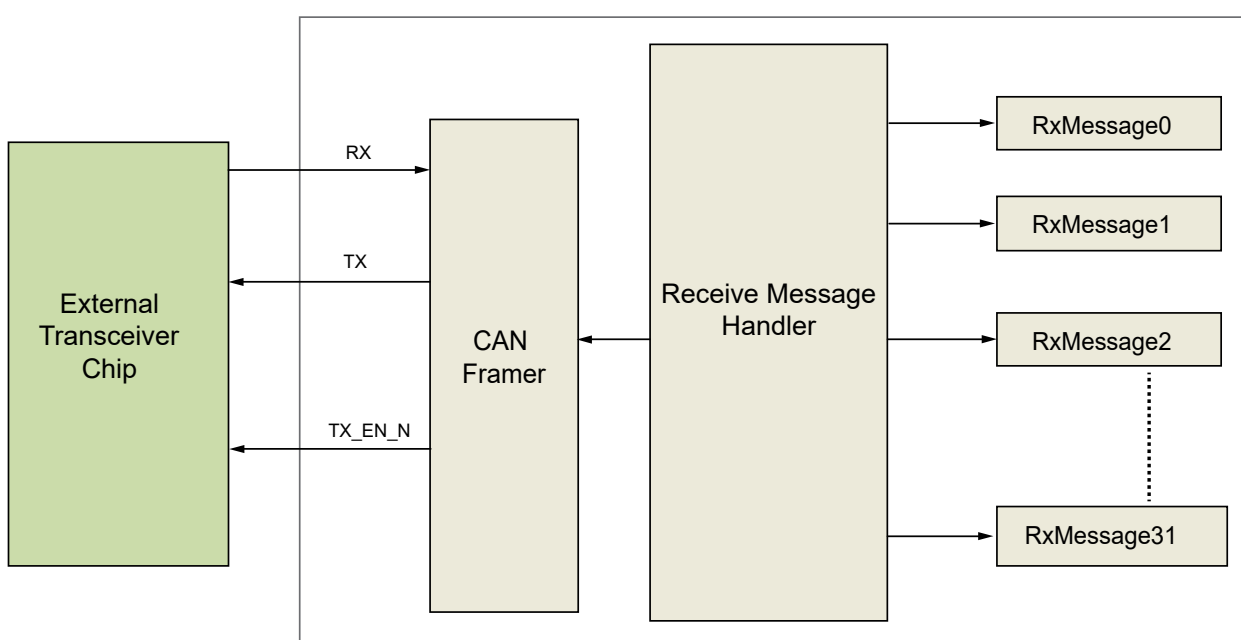 External
Transceiver
Chip
RX
TX
TX_EN_N
CAN
Framer
Receive Message
Handler
RxMessage0
RxMessage1
RxMessage2
RxMessage31